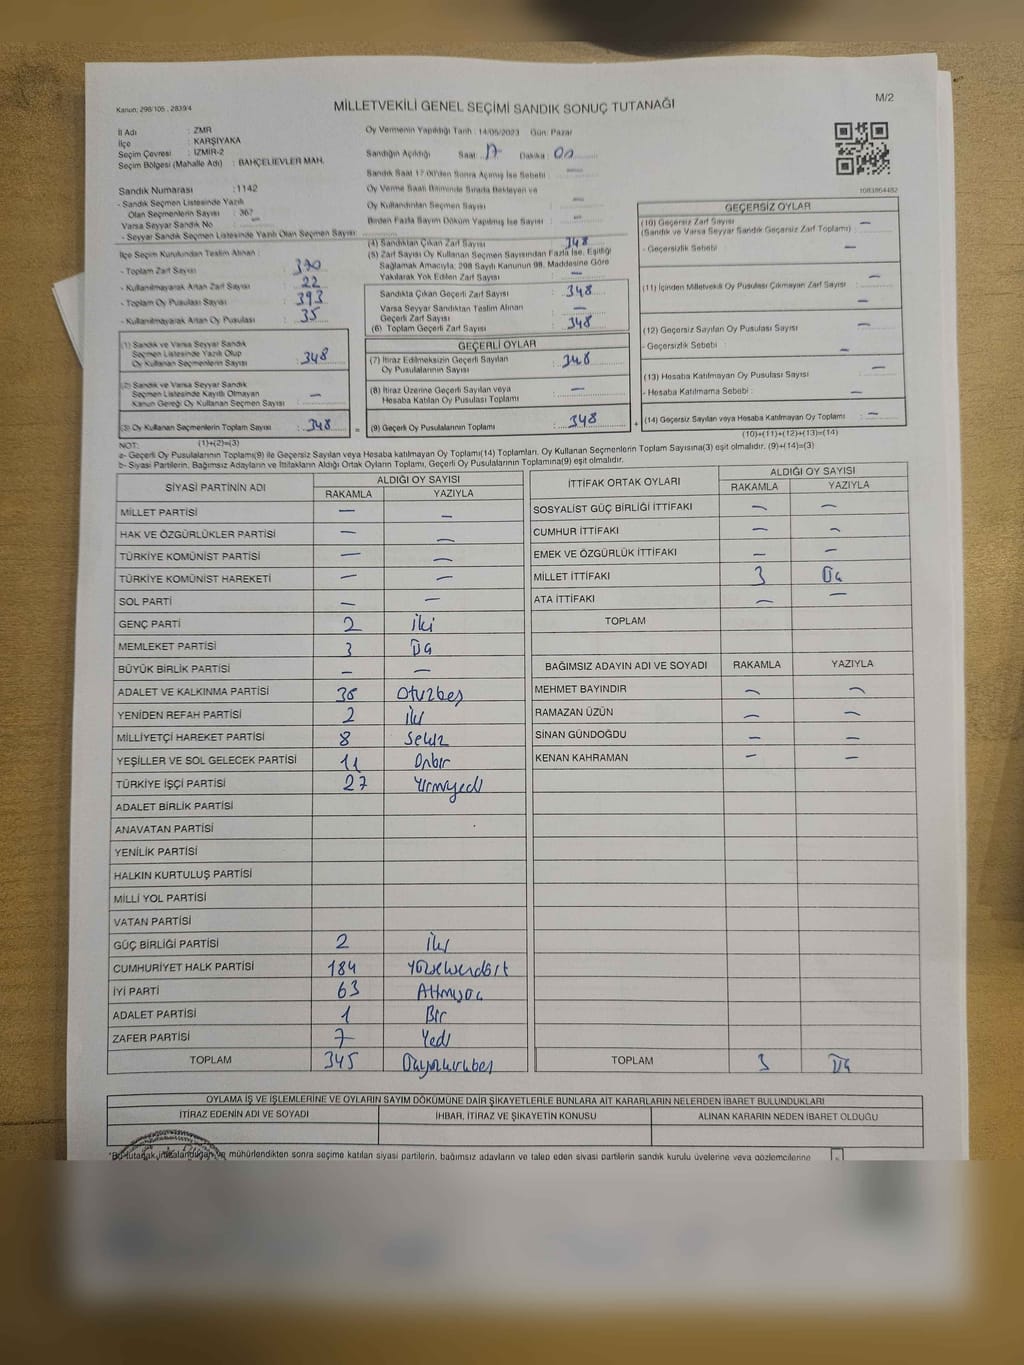 Kanun: 298/105 , 2839/4
MİLLETVEKİLİ GENEL SEÇİMİ SANDIK SONUÇ TUTANAĞI
M/2
İl Adı : ZMR
İlçe : KARŞIYAKA
Seçim Çevresi : IZMIR-2
Seçim Bölgesi (Mahalle Adı) : BAHÇELIEVLER MAH.
Oy Vermenin Yapıldığı Tarih : 14/05/2023 Gün: Pazar
Sandığın Açıldığı Saat : 17 Dakika : 00
Sandık Saat 17:00'den Sonra Açılmış İse Sebebi : —
Oy Verme Saati Bitiminde Sırada Bekleyen ve
Oy Kullandırılan Seçmen Sayısı : —
Birden Fazla Sayım Döküm Yapılmış İse Sayısı : —
1083864482
Sandık Numarası : 1142
- Sandık Seçmen Listesinde Yazılı
Olan Seçmenlerin Sayısı : 367
Varsa Seyyar Sandık No : —
- Seyyar Sandık Seçmen Listesinde Yazılı Olan Seçmen Sayısı:
İlçe Seçim Kurulundan Teslim Alınan :
- Toplam Zarf Sayısı : 370
- Kullanılmayarak Artan Zarf Sayısı : 22
- Toplam Oy Pusulası Sayısı : 393
- Kullanılmayarak Artan Oy Pusulası : 35
(1) Sandık ve Varsa Seyyar Sandık
Seçmen Listesinde Yazılı Olup
Oy Kullanan Seçmenlerin Sayısı : 348
(2) Sandık ve Varsa Seyyar Sandık
Seçmen Listesinde Kayıtlı Olmayan
Kanun Gereği Oy Kullanan Seçmen Sayısı : —
(3) Oy Kullanan Seçmenlerin Toplam Sayısı : 348 =
(4) Sandıktan Çıkan Zarf Sayısı : 348
(5) Zarf Sayısı Oy Kullanan Seçmen Sayısından Fazla İse, Eşitliği
Sağlamak Amacıyla, 298 Sayılı Kanunun 98. Maddesine Göre
Yakılarak Yok Edilen Zarf Sayısı : —
Sandıkta Çıkan Geçerli Zarf Sayısı : 348
Varsa Seyyar Sandıktan Teslim Alınan
Geçerli Zarf Sayısı : —
(6) Toplam Geçerli Zarf Sayısı : 348
GEÇERLİ OYLAR
(7) İtiraz Edilmeksizin Geçerli Sayılan
Oy Pusulalarının Sayısı : 348
(8) İtiraz Üzerine Geçerli Sayılan veya
Hesaba Katılan Oy Pusulası Toplamı : —
(9) Geçerli Oy Pusulalarının Toplamı : 348 +
GEÇERSİZ OYLAR
(10) Geçersiz Zarf Sayısı : —
(Sandık ve Varsa Seyyar Sandık Geçersiz Zarf Toplamı)
- Geçersizlik Sebebi : —
(11) İçinden Milletvekili Oy Pusulası Çıkmayan Zarf Sayısı : —
—
(12) Geçersiz Sayılan Oy Pusulası Sayısı : —
- Geçersizlik Sebebi : —
(13) Hesaba Katılmayan Oy Pusulası Sayısı : —
- Hesaba Katılmama Sebebi : —
(14) Geçersiz Sayılan veya Hesaba Katılmayan Oy Toplamı : —
NOT: (1)+(2)=(3)
(10)+(11)+(12)+(13)=(14)
a- Geçerli Oy Pusulalarının Toplamı(9) ile Geçersiz Sayılan veya Hesaba katılmayan Oy Toplamı(14) Toplamları, Oy Kullanan Seçmenlerin Toplam Sayısına(3) eşit olmalıdır. (9)+(14)=(3)
b- Siyasi Partilerin, Bağımsız Adayların ve İttifakların Aldığı Ortak Oyların Toplamı, Geçerli Oy Pusulalarının Toplamına(9) eşit olmalıdır.
SİYASİ PARTİNİN ADI ALDIĞI OY SAYISI
RAKAMLA YAZIYLA
MİLLET PARTİSİ — —
HAK VE ÖZGÜRLÜKLER PARTİSİ — —
TÜRKİYE KOMÜNİST PARTİSİ — —
TÜRKİYE KOMÜNİST HAREKETİ — —
SOL PARTİ — —
GENÇ PARTİ 2 iki
MEMLEKET PARTİSİ 3 Üç
BÜYÜK BİRLİK PARTİSİ — —
ADALET VE KALKINMA PARTİSİ 35 Otuzbeş
YENİDEN REFAH PARTİSİ 2 iki
MİLLİYETÇİ HAREKET PARTİSİ 8 Sekiz
YEŞİLLER VE SOL GELECEK PARTİSİ 11 Onbir
TÜRKİYE İŞÇİ PARTİSİ 27 Yirmiyedi
ADALET BİRLİK PARTİSİ
ANAVATAN PARTİSİ
YENİLİK PARTİSİ
HALKIN KURTULUŞ PARTİSİ
MİLLİ YOL PARTİSİ
VATAN PARTİSİ
GÜÇ BİRLİĞİ PARTİSİ 2 iki
CUMHURİYET HALK PARTİSİ 184 Yüzseksendört
İYİ PARTİ 63 Altmışüç
ADALET PARTİSİ 1 Bir
ZAFER PARTİSİ 7 Yedi
TOPLAM 345 Üçyüzkırkbeş
İTTİFAK ORTAK OYLARI ALDIĞI OY SAYISI
RAKAMLA YAZIYLA
SOSYALİST GÜÇ BİRLİĞİ İTTİFAKI — —
CUMHUR İTTİFAKI — —
EMEK VE ÖZGÜRLÜK İTTİFAKI — —
MİLLET İTTİFAKI 3 Üç
ATA İTTİFAKI — —
TOPLAM
BAĞIMSIZ ADAYIN ADI VE SOYADI RAKAMLA YAZIYLA
MEHMET BAYINDIR — —
RAMAZAN ÜZÜN — —
SİNAN GÜNDOĞDU — —
KENAN KAHRAMAN — —
TOPLAM 3 Üç
OYLAMA İŞ VE İŞLEMLERİNE VE OYLARIN SAYIM DÖKÜMÜNE DAİR ŞİKAYETLERLE BUNLARA AİT KARARLARIN NELERDEN İBARET BULUNDUKLARI
İTİRAZ EDENİN ADI VE SOYADI İHBAR, İTİRAZ VE ŞİKAYETİN KONUSU ALINAN KARARIN NEDEN İBARET OLDUĞU
mühürlendikten sonra seçime katılan siyasi partilerin, bağımsız adayların ve talep eden siyasi partilerin sandık kurulu üyelerine veya gözlemcilerine